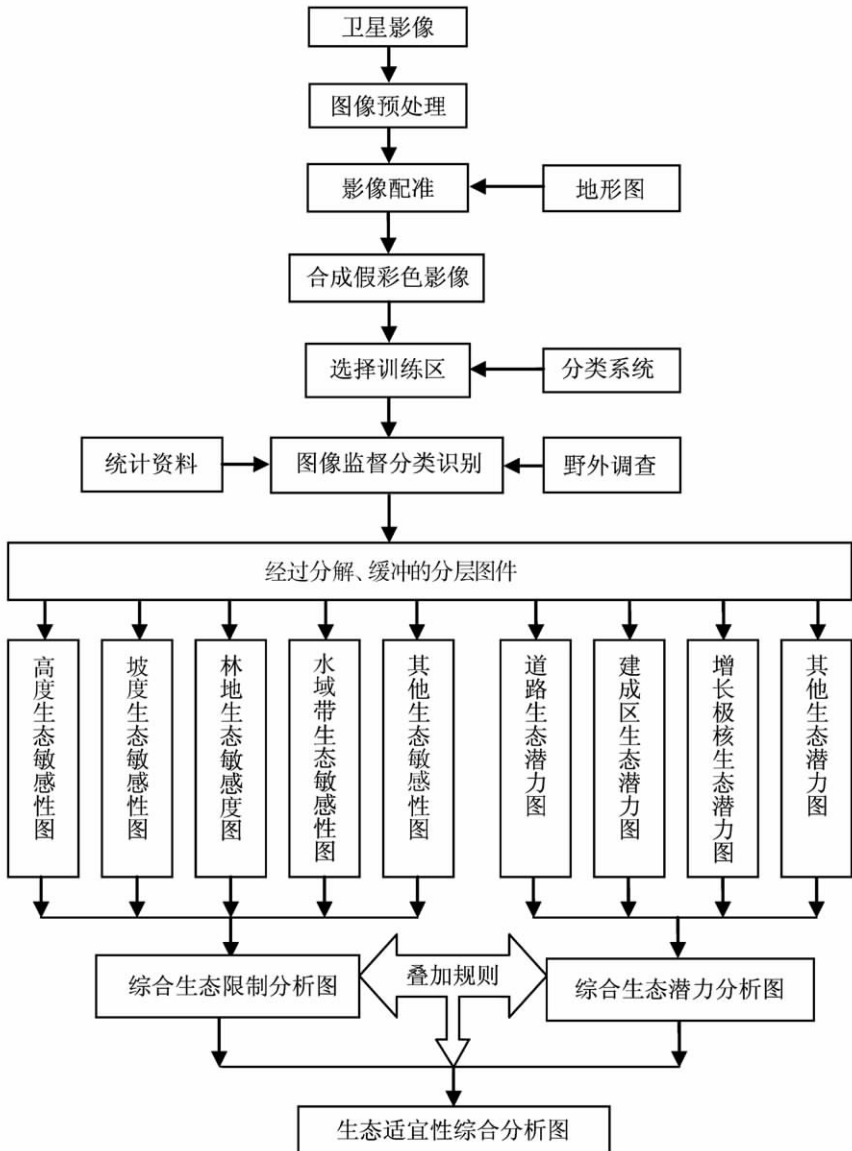 卫星影像
图像预处理
影像配准
地形图
合成假彩色影像
选择训练区
分类系统
统计资料
图像监督分类识别
野外调查
经过分解、缓冲的分层图件
高度生态敏感性图
坡度生态敏感性图
林地生态敏感度图
水域带生态敏感性图
其他生态敏感性图
道路生态潜力图
建成区生态潜力图
增长极核生态潜力图
其他生态潜力图
综合生态限制分析图
叠加规则
综合生态潜力分析图
生态适宜性综合分析图